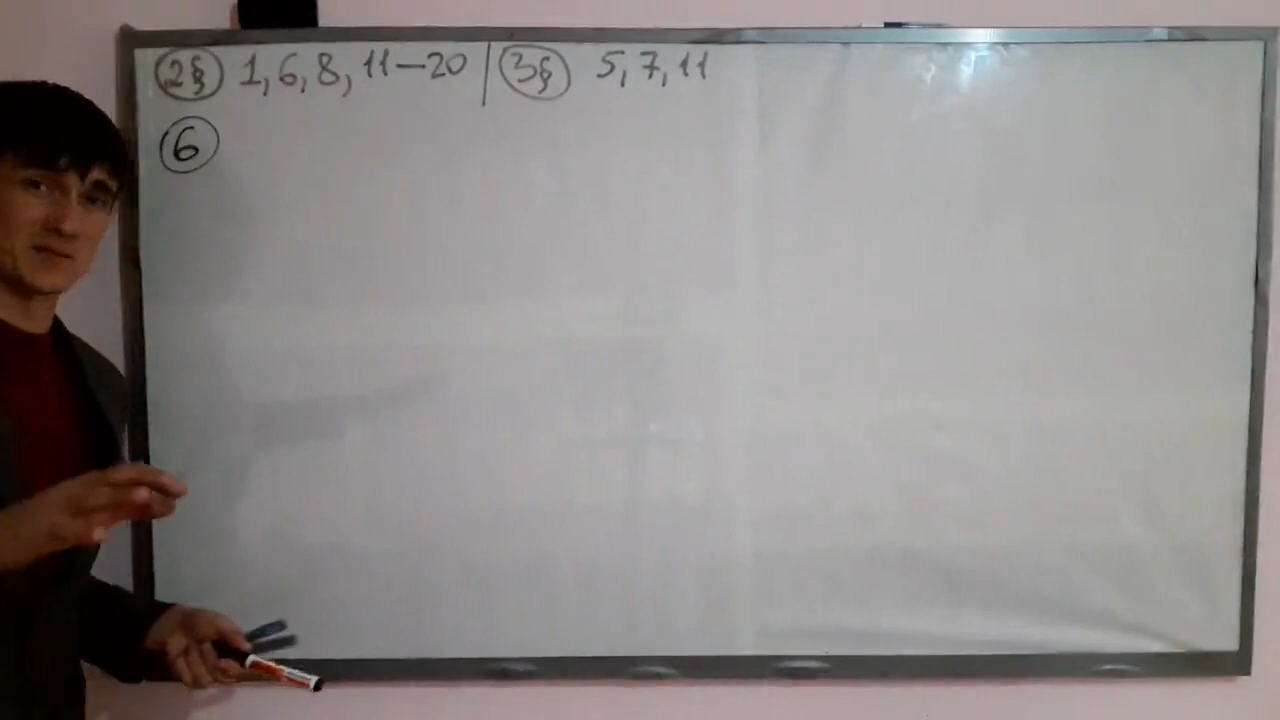 2§ 1, 6, 8, 11—20 | 3§ 5, 7, 11
6